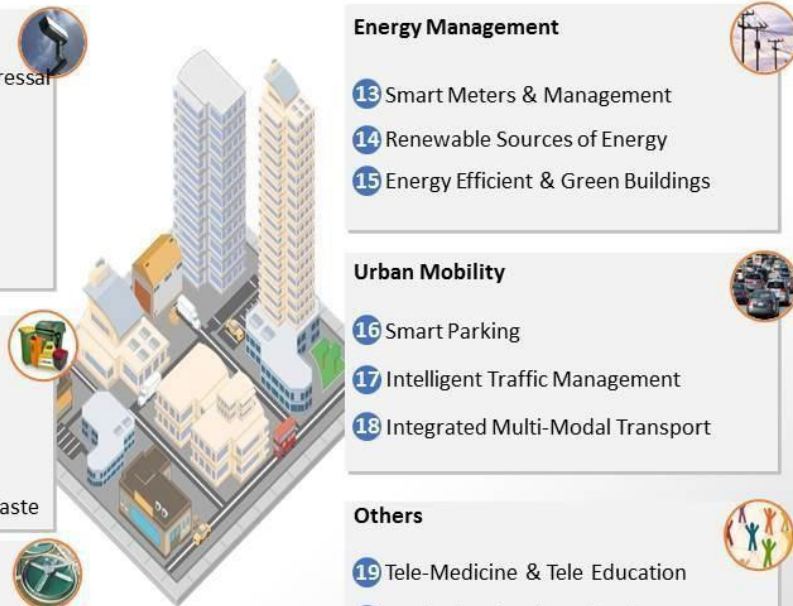 ressal
aste
Energy Management
13 Smart Meters & Management
14 Renewable Sources of Energy
15 Energy Efficient & Green Buildings
Urban Mobility
16 Smart Parking
17 Intelligent Traffic Management
18 Integrated Multi-Modal Transport
Others
19 Tele-Medicine & Tele Education